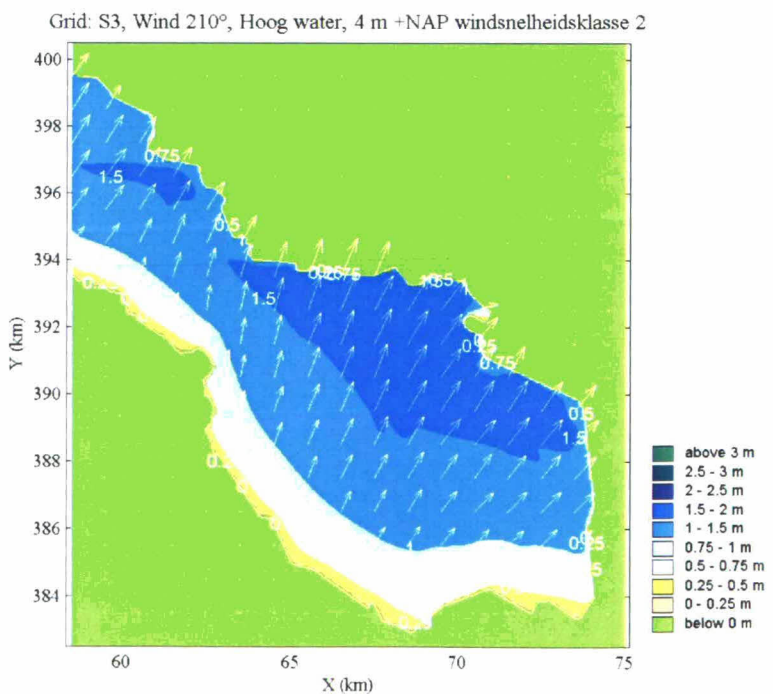 Grid: S3, Wind 210°, Hoog water, 4 m +NAP windsnelheidsklasse 2
400
398
396
394
392
390
388
386
384
Y (km)
60
65
70
75
X (km)
0.75
1.5
0.5
1.5
0.75
0.25
0.75
0.5
1.5
0.25
above 3 m
2.5 - 3 m
2 - 2.5 m
1.5 - 2 m
1 - 1.5 m
0.75 - 1 m
0.5 - 0.75 m
0.25 - 0.5 m
0 - 0.25 m
below 0 m